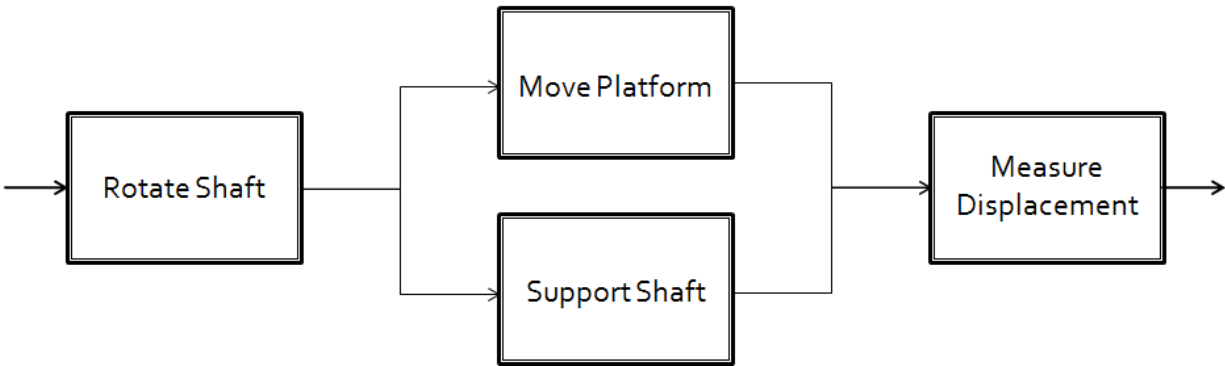 Rotate Shaft
Move Platform
Support Shaft
Measure
Displacement